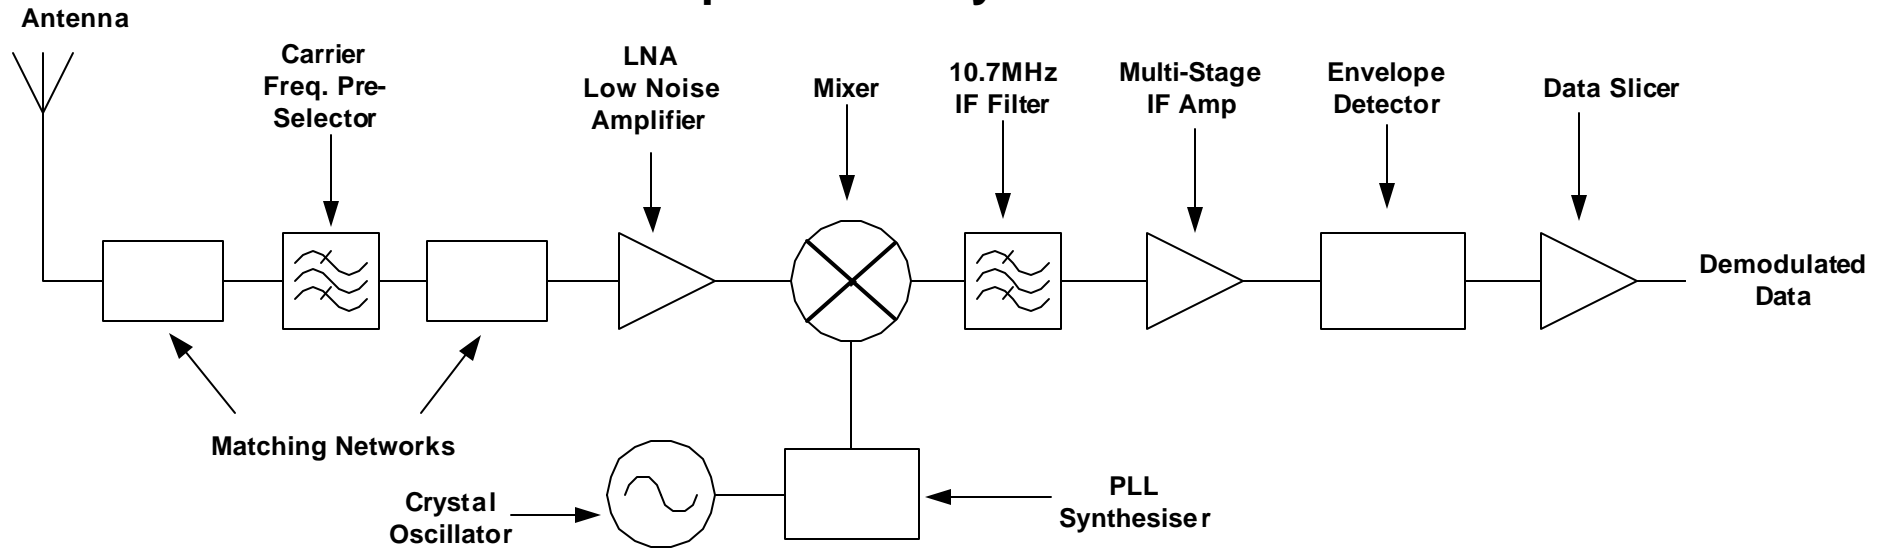 Antenna
Carrier
Freq. Pre-
Selector
LNA
Low Noise
Amplifier
Mixer
10.7MHz
IF Filter
Multi-Stage
IF Amp
Envelope
Detector
Data Slicer
Demodulated
Data
Matching Networks
Crystal
Oscillator
PLL
Synthesiser